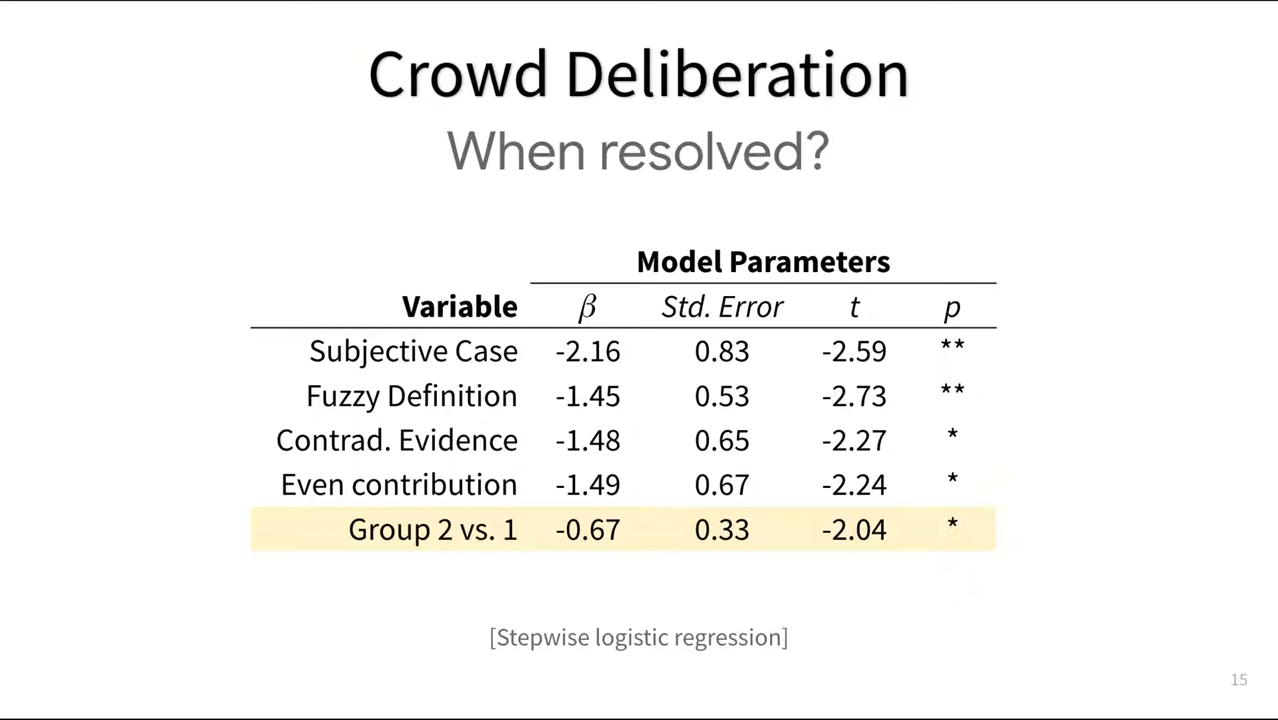 Crowd Deliberation
When resolved?
Model Parameters
Variable β Std. Error t p
Subjective Case -2.16 0.83 -2.59 **
Fuzzy Definition -1.45 0.53 -2.73 **
Contrad. Evidence -1.48 0.65 -2.27 *
Even contribution -1.49 0.67 -2.24 *
Group 2 vs. 1 -0.67 0.33 -2.04 *
[Stepwise logistic regression]
15